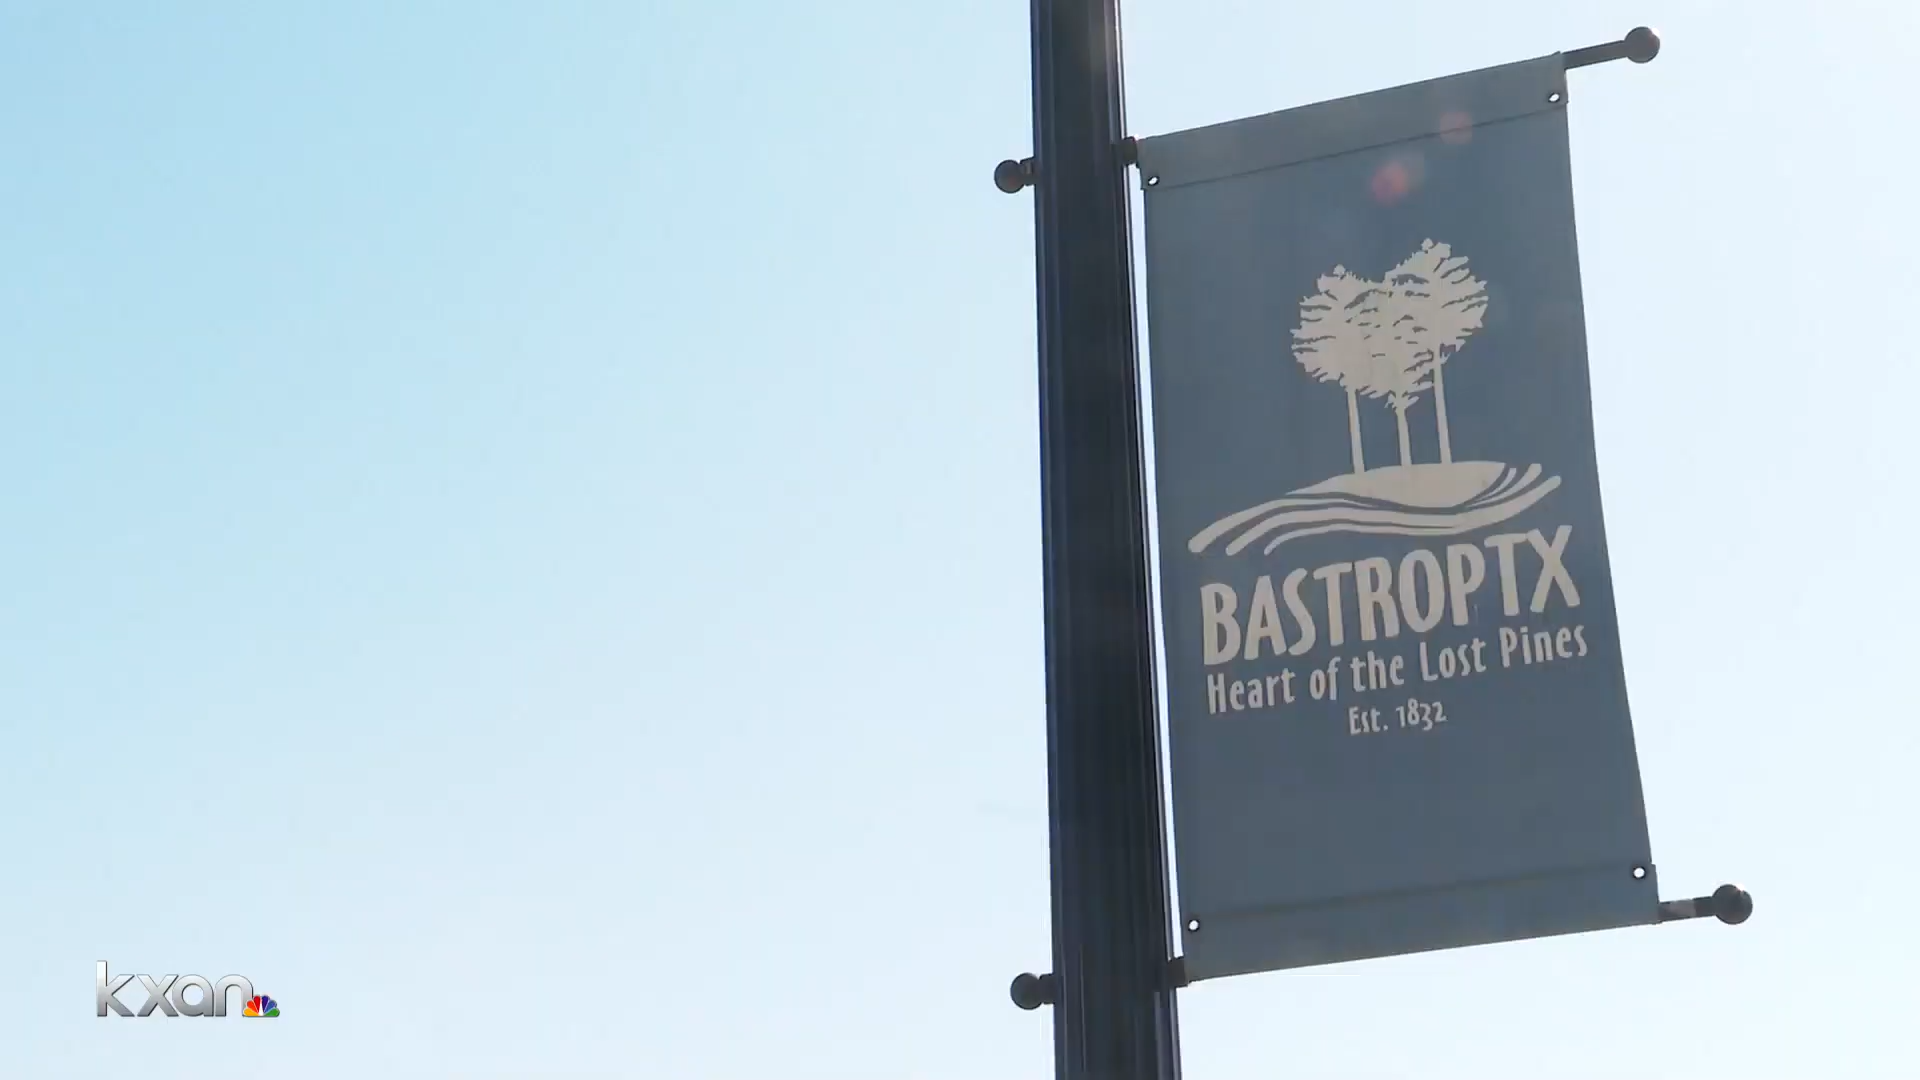 BASTROPTX
Heart of the Lost Pines
Est. 1832
kxan